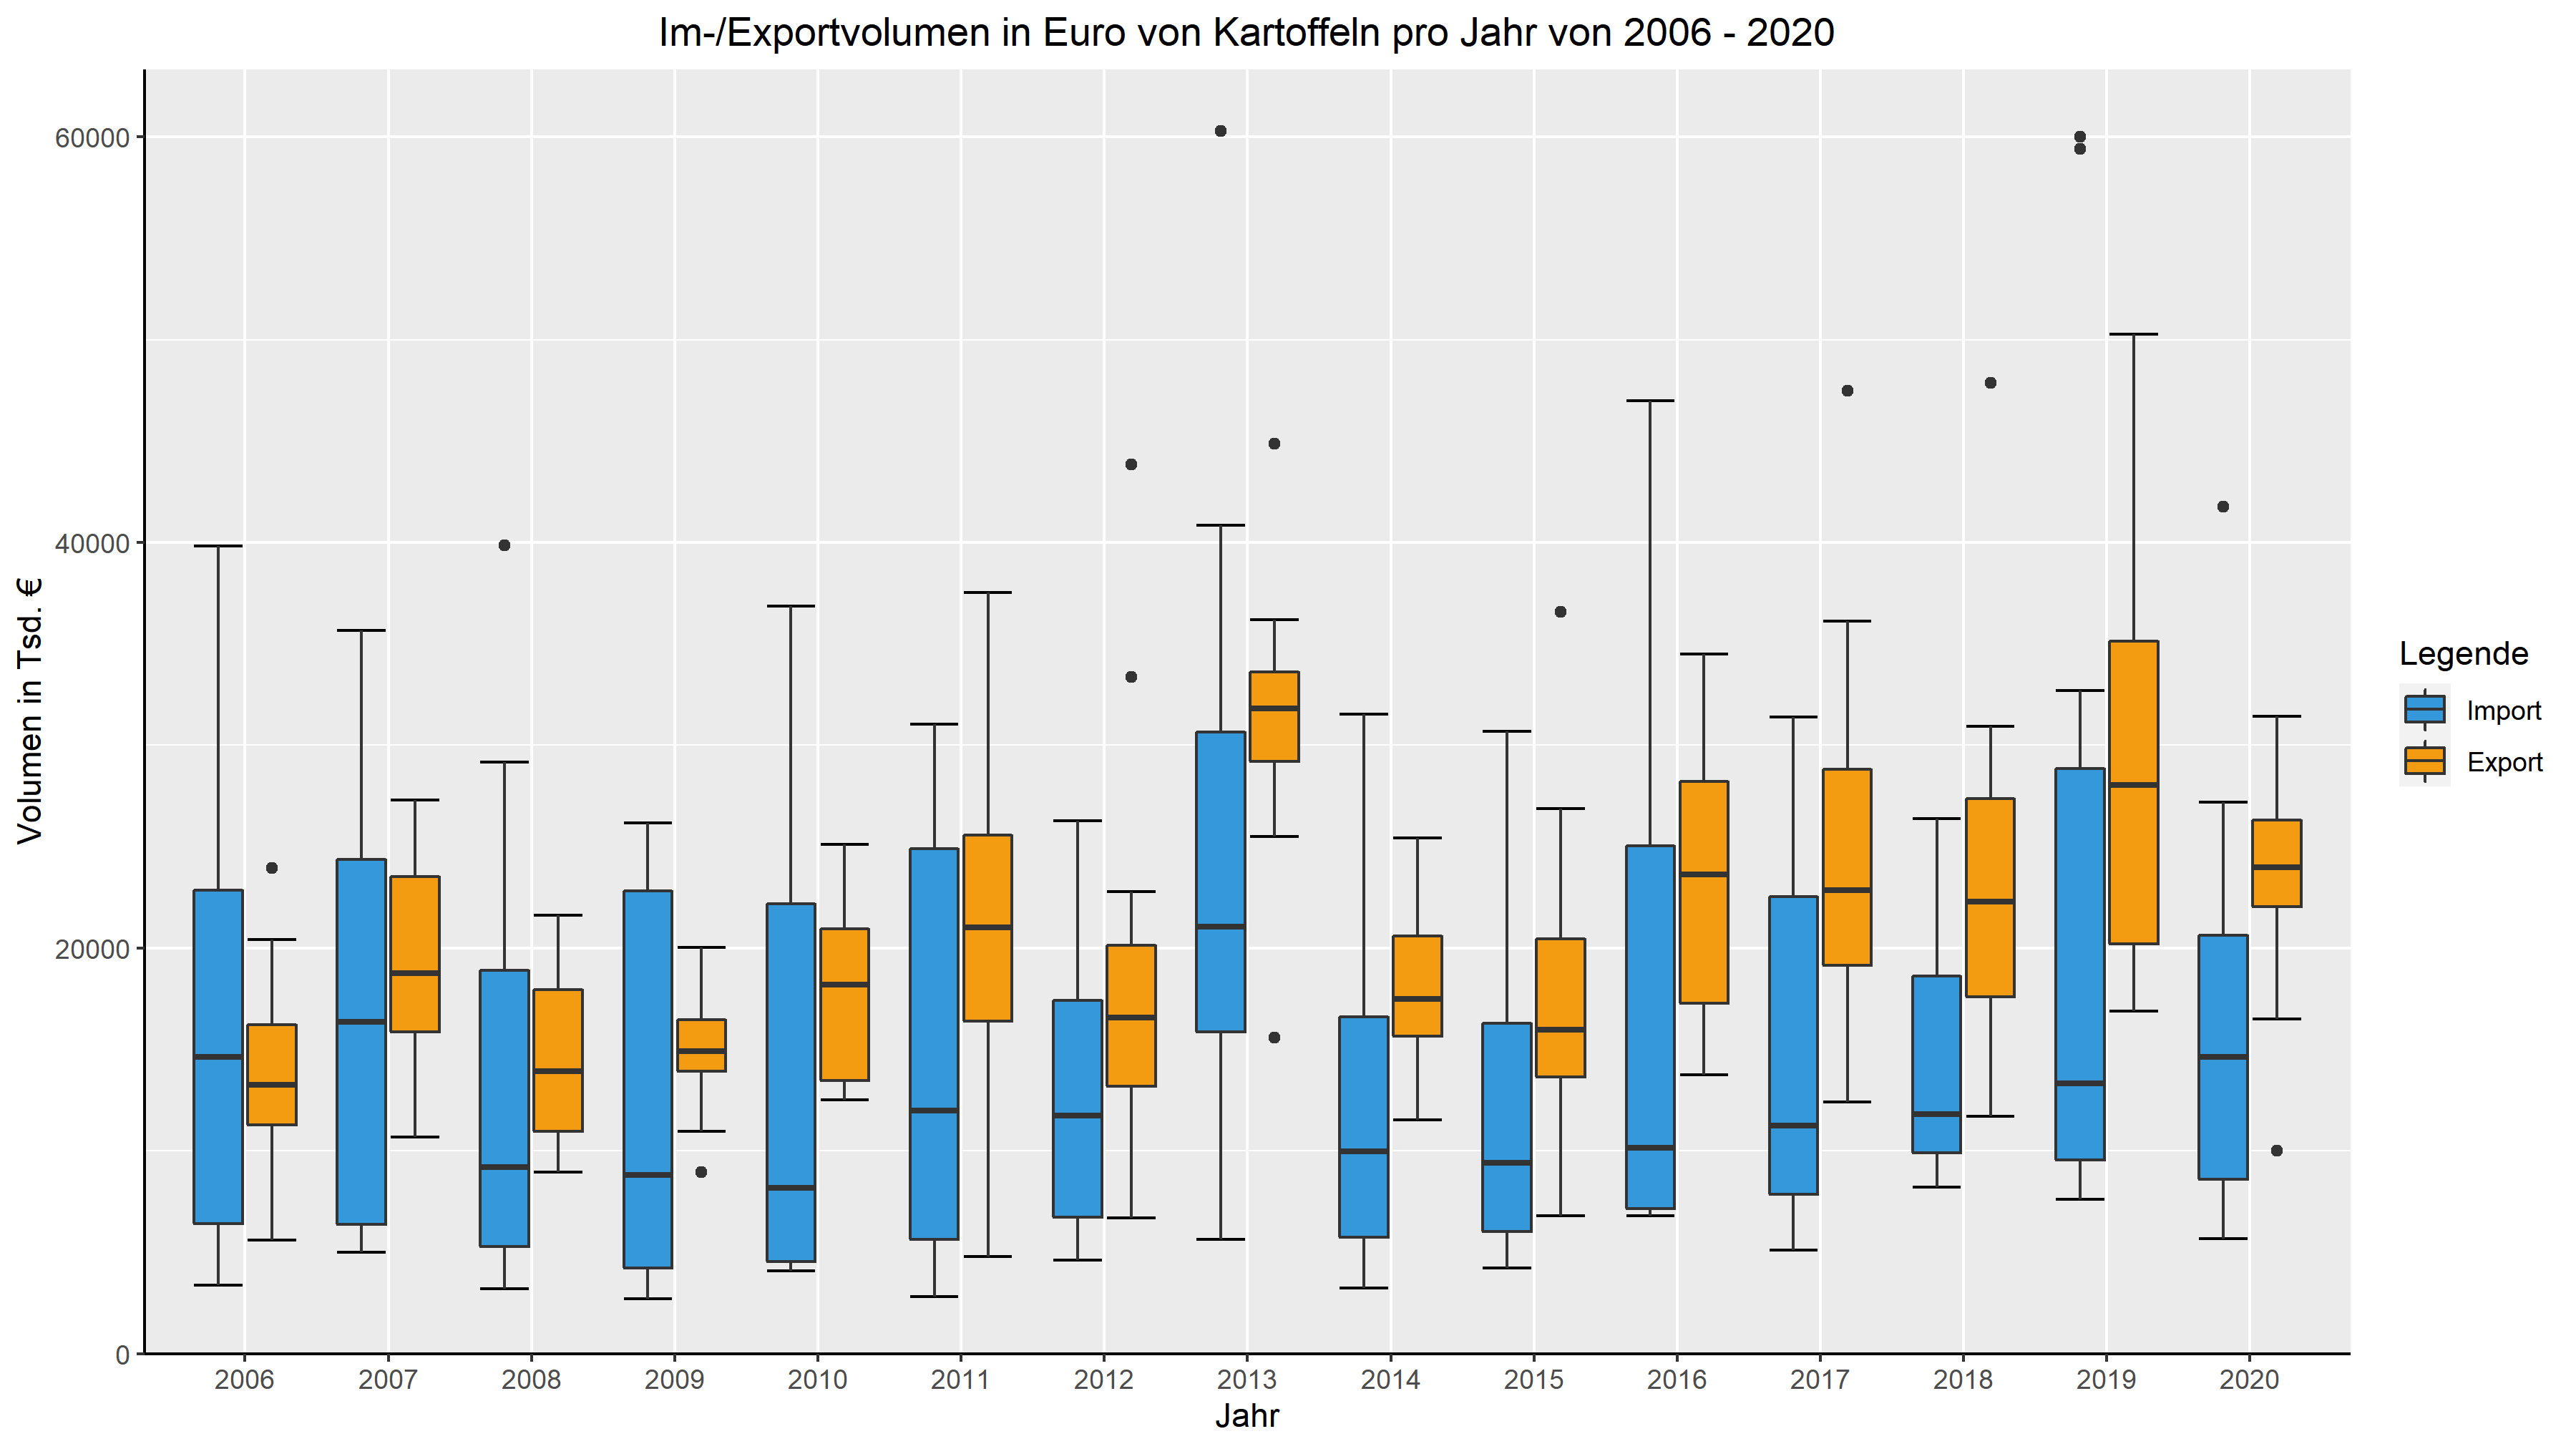 Im-/Exportvolumen in Euro von Kartoffeln pro Jahr von 2006 - 2020
Volumen in Tsd. €
60000
40000
20000
0
2006 2007 2008 2009 2010 2011 2012 2013 2014 2015 2016 2017 2018 2019 2020
Jahr
Legende
Import
Export